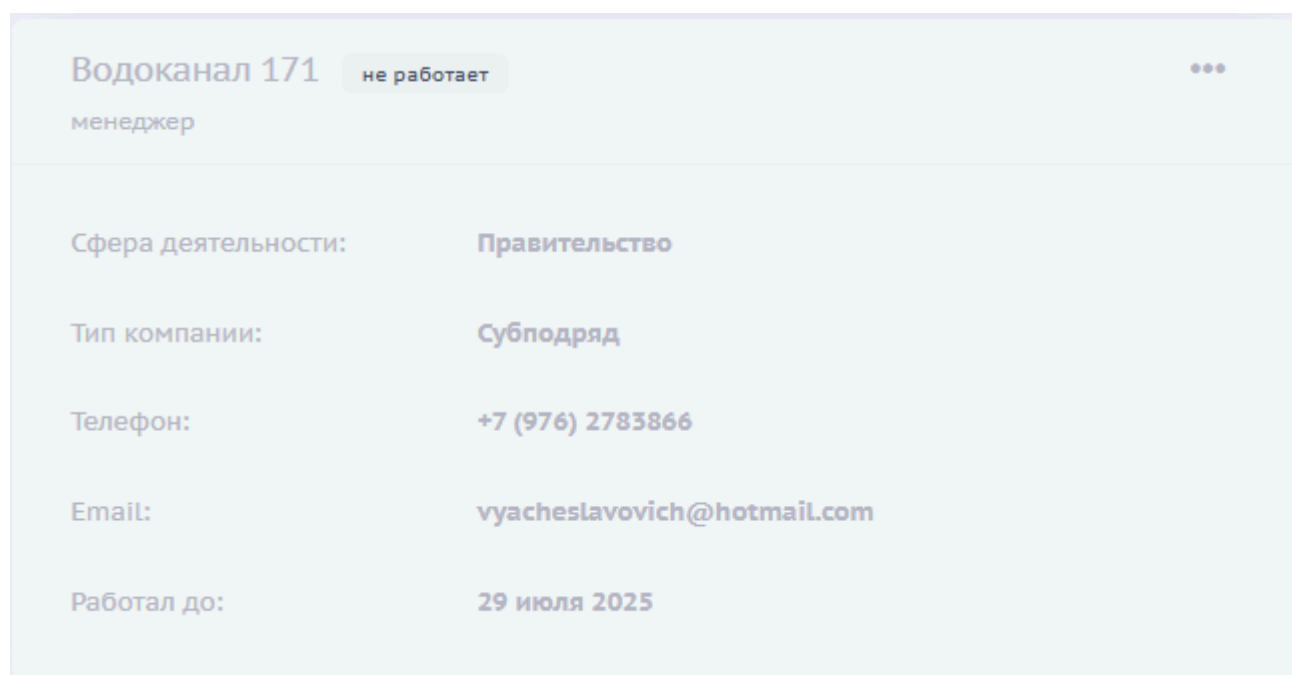 Водоканал 171 не работает
менеджер
Сфера деятельности: Правительство
Тип компании: Субподряд
Телефон: +7 (976) 2783866
Email: vyacheslavovich@hotmail.com
Работал до: 29 июля 2025